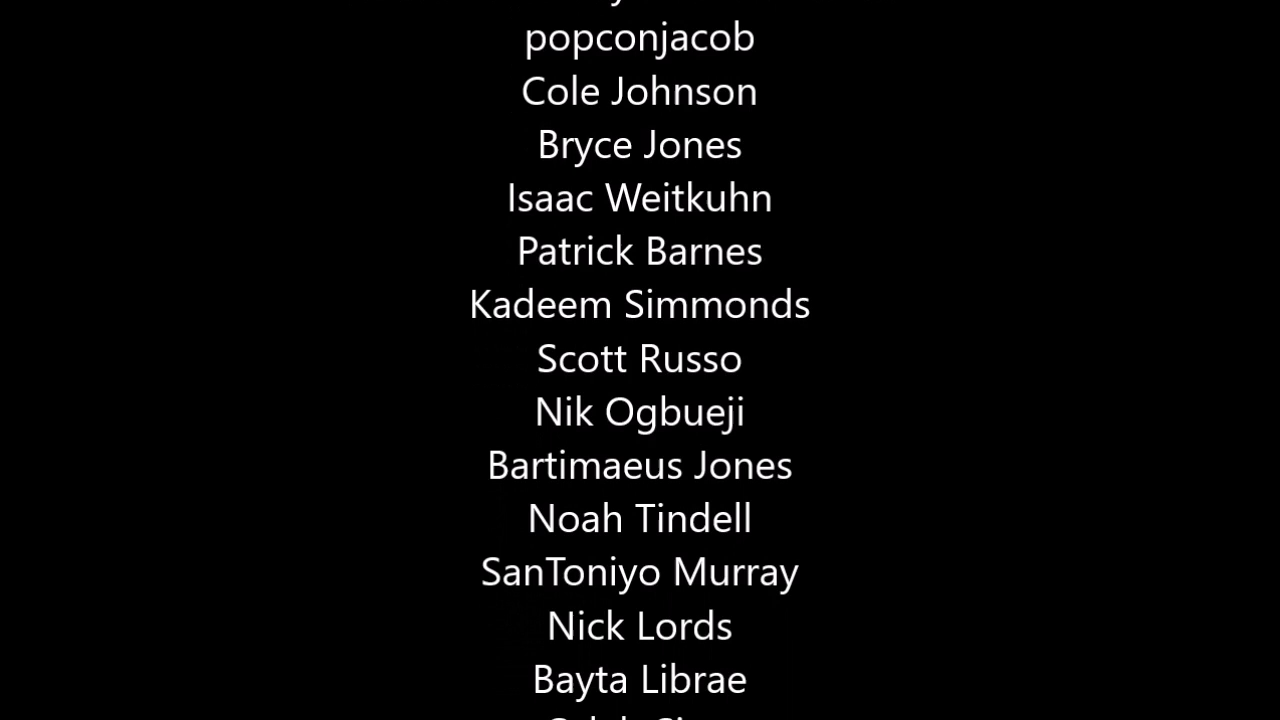 popconjacob
Cole Johnson
Bryce Jones
Isaac Weitkuhn
Patrick Barnes
Kadeem Simmonds
Scott Russo
Nik Ogbueji
Bartimaeus Jones
Noah Tindell
SanToniyo Murray
Nick Lords
Bayta Librae